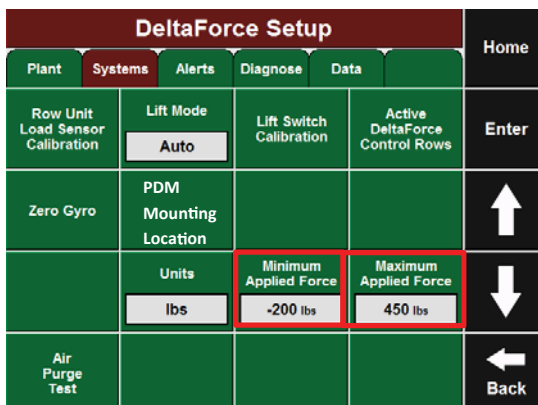 DeltaForce Setup
Home
Plant
Systems
Alerts
Diagnose
Data
Row Unit
Load Sensor
Calibration
Lift Mode
Auto
Lift Switch
Calibration
Active
DeltaForce
Control Rows
Enter
Zero Gyro
PDM
Mounting
Location
Units
lbs
Minimum
Applied Force
-200 lbs
Maximum
Applied Force
450 lbs
Air
Purge
Test
Back